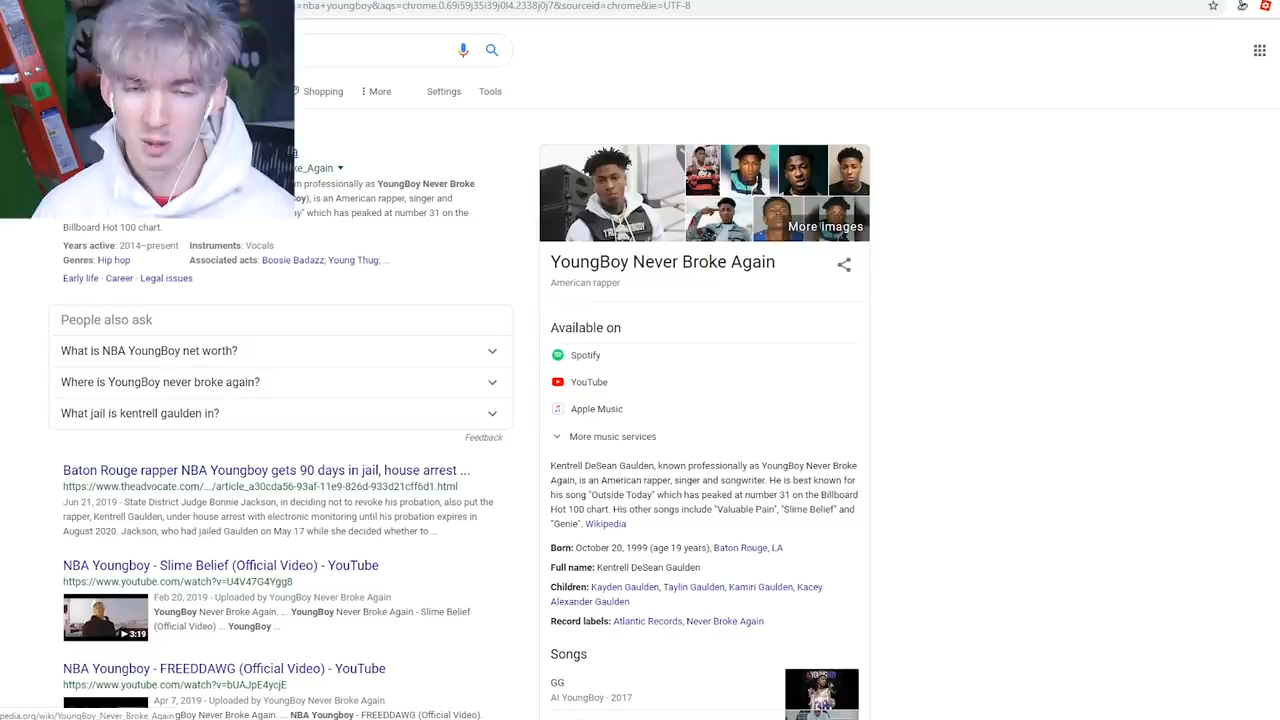 =nba+youngboy&aqs=chrome.0.69i59j35i39j0l4.2338j0j7&sourceid=chrome&ie=UTF-8
Shopping
More
Settings
Tools
ke_Again
n professionally as YoungBoy Never Broke
oy), is an American rapper, singer and
y" which has peaked at number 31 on the
Billboard Hot 100 chart.
Years active: 2014–present Instruments: Vocals
Genres: Hip hop Associated acts: Boosie Badazz, Young Thug, ...
Early life · Career · Legal issues
People also ask
What is NBA YoungBoy net worth?
Where is YoungBoy never broke again?
What jail is kentrell gaulden in?
Feedback
Baton Rouge rapper NBA Youngboy gets 90 days in jail, house arrest ...
https://www.theadvocate.com/.../article_a30cda56-93af-11e9-826d-933d21cff6d1.html
Jun 21, 2019 - State District Judge Bonnie Jackson, in deciding not to revoke his probation, also put the
rapper, Kentrell Gaulden, under house arrest with electronic monitoring until his probation expires in
August 2020. Jackson, who had jailed Gaulden on May 17 while she decided whether to ...
NBA Youngboy - Slime Belief (Official Video) - YouTube
https://www.youtube.com/watch?v=U4V47G4Ygg8
Feb 20, 2019 - Uploaded by YoungBoy Never Broke Again
YoungBoy Never Broke Again. ... YoungBoy Never Broke Again - Slime Belief
(Official Video) ... YoungBoy ...
3:19
NBA Youngboy - FREEDDAWG (Official Video) - YouTube
https://www.youtube.com/watch?v=bUAJpE4ycjE
Apr 7, 2019 - Uploaded by YoungBoy Never Broke Again
gBoy Never Broke Again. ... NBA Youngboy - FREEDDAWG (Official Video).
pedia.org/wiki/YoungBoy_Never_Broke_Again
More Images
YoungBoy Never Broke Again
American rapper
Available on
Spotify
YouTube
Apple Music
More music services
Kentrell DeSean Gaulden, known professionally as YoungBoy Never Broke
Again, is an American rapper, singer and songwriter. He is best known for
his song "Outside Today" which has peaked at number 31 on the Billboard
Hot 100 chart. His other songs include "Valuable Pain", "Slime Belief" and
"Genie". Wikipedia
Born: October 20, 1999 (age 19 years), Baton Rouge, LA
Full name: Kentrell DeSean Gaulden
Children: Kayden Gaulden, Taylin Gaulden, Kamiri Gaulden, Kacey
Alexander Gaulden
Record labels: Atlantic Records, Never Broke Again
Songs
GG
AI YoungBoy · 2017